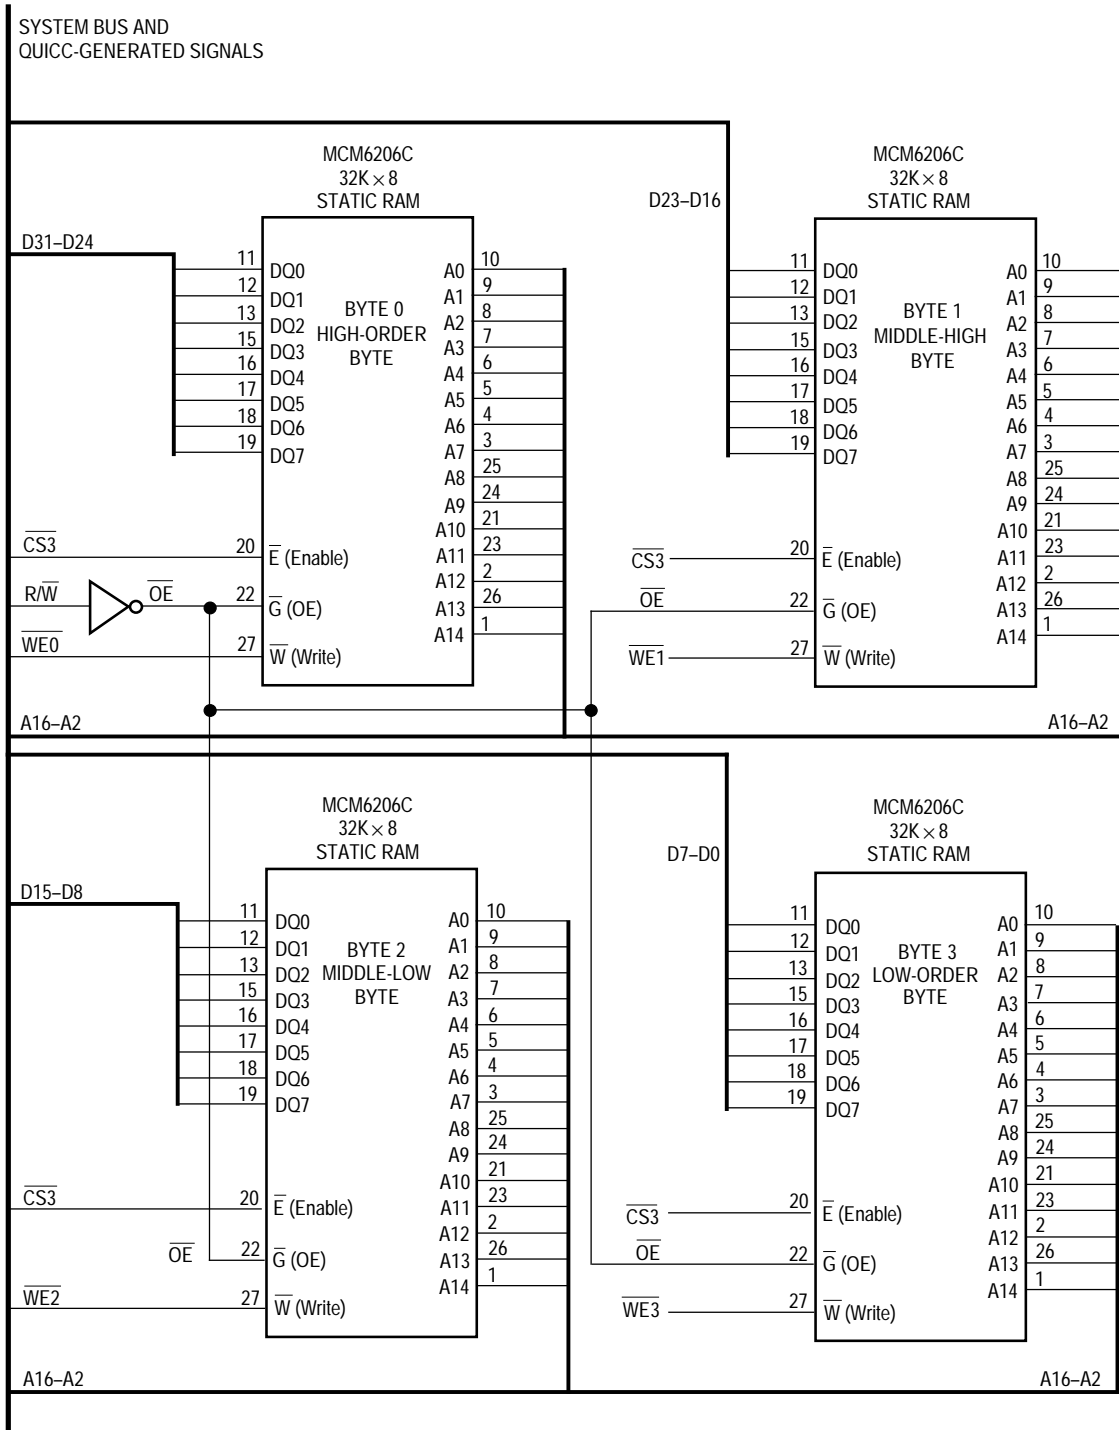 SYSTEM BUS AND
QUICC-GENERATED SIGNALS
MCM6206C
32K × 8
STATIC RAM
D31–D24
11 DQ0
12 DQ1
13 DQ2
15 DQ3
16 DQ4
17 DQ5
18 DQ6
19 DQ7
BYTE 0
HIGH-ORDER
BYTE
A0 10
A1 9
A2 8
A3 7
A4 6
A5 5
A6 4
A7 3
A8 25
A9 24
A10 21
A11 23
A12 2
A13 26
A14 1
C̅S̅3̅ 20 E̅ (Enable)
R/W̅ O̅E̅ 22 G̅ (OE)
W̅E̅0̅ 27 W̅ (Write)
A16–A2
MCM6206C
32K × 8
STATIC RAM
D23–D16
11 DQ0
12 DQ1
13 DQ2
15 DQ3
16 DQ4
17 DQ5
18 DQ6
19 DQ7
BYTE 1
MIDDLE-HIGH
BYTE
A0 10
A1 9
A2 8
A3 7
A4 6
A5 5
A6 4
A7 3
A8 25
A9 24
A10 21
A11 23
A12 2
A13 26
A14 1
C̅S̅3̅ 20 E̅ (Enable)
O̅E̅ 22 G̅ (OE)
W̅E̅1̅ 27 W̅ (Write)
A16–A2
MCM6206C
32K × 8
STATIC RAM
D15–D8
11 DQ0
12 DQ1
13 DQ2
15 DQ3
16 DQ4
17 DQ5
18 DQ6
19 DQ7
BYTE 2
MIDDLE-LOW
BYTE
A0 10
A1 9
A2 8
A3 7
A4 6
A5 5
A6 4
A7 3
A8 25
A9 24
A10 21
A11 23
A12 2
A13 26
A14 1
C̅S̅3̅ 20 E̅ (Enable)
O̅E̅ 22 G̅ (OE)
W̅E̅2̅ 27 W̅ (Write)
A16–A2
MCM6206C
32K × 8
STATIC RAM
D7–D0
11 DQ0
12 DQ1
13 DQ2
15 DQ3
16 DQ4
17 DQ5
18 DQ6
19 DQ7
BYTE 3
LOW-ORDER
BYTE
A0 10
A1 9
A2 8
A3 7
A4 6
A5 5
A6 4
A7 3
A8 25
A9 24
A10 21
A11 23
A12 2
A13 26
A14 1
C̅S̅3̅ 20 E̅ (Enable)
O̅E̅ 22 G̅ (OE)
W̅E̅3̅ 27 W̅ (Write)
A16–A2